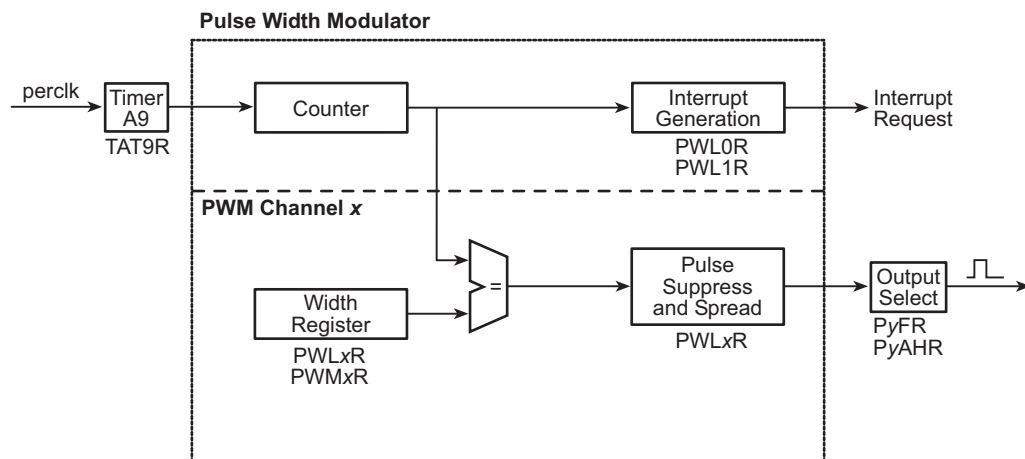 Pulse Width Modulator
perclk
Timer
A9
TAT9R
Counter
Interrupt
Generation
PWL0R
PWL1R
Interrupt
Request
PWM Channel x
=
Width
Register
PWLxR
PWMxR
Pulse
Suppress
and Spread
PWLxR
Output
Select
PyFR
PyAHR